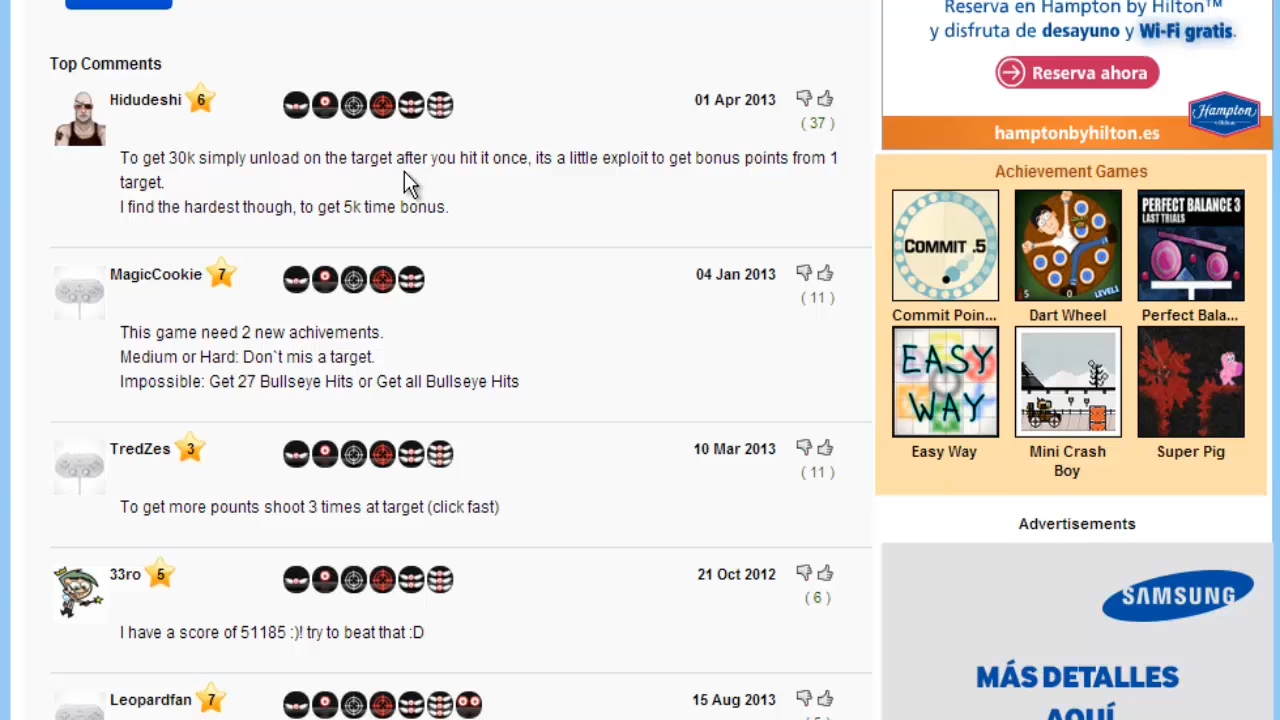 Reserva en Hampton by Hilton™
y disfruta de desayuno y Wi-Fi gratis.
Reserva ahora
Hampton
hamptonbyhilton.es
Top Comments
Hidudeshi 6
01 Apr 2013
( 37 )
To get 30k simply unload on the target after you hit it once, its a little exploit to get bonus points from 1
target.
I find the hardest though, to get 5k time bonus.
MagicCookie 7
04 Jan 2013
( 11 )
This game need 2 new achivements.
Medium or Hard: Don`t mis a target.
Impossible: Get 27 Bullseye Hits or Get all Bullseye Hits
TredZes 3
10 Mar 2013
( 11 )
To get more pounts shoot 3 times at target (click fast)
33ro 5
21 Oct 2012
( 6 )
I have a score of 51185 :)! try to beat that :D
Leopardfan 7
15 Aug 2013
Achievement Games
COMMIT .5
5 0 LEVEL 1
PERFECT BALANCE 3
LAST TRIALS
Commit Poin...
Dart Wheel
Perfect Bala...
EASY
WAY
Easy Way
Mini Crash
Boy
Super Pig
Advertisements
SAMSUNG
MÁS DETALLES
AQUÍ